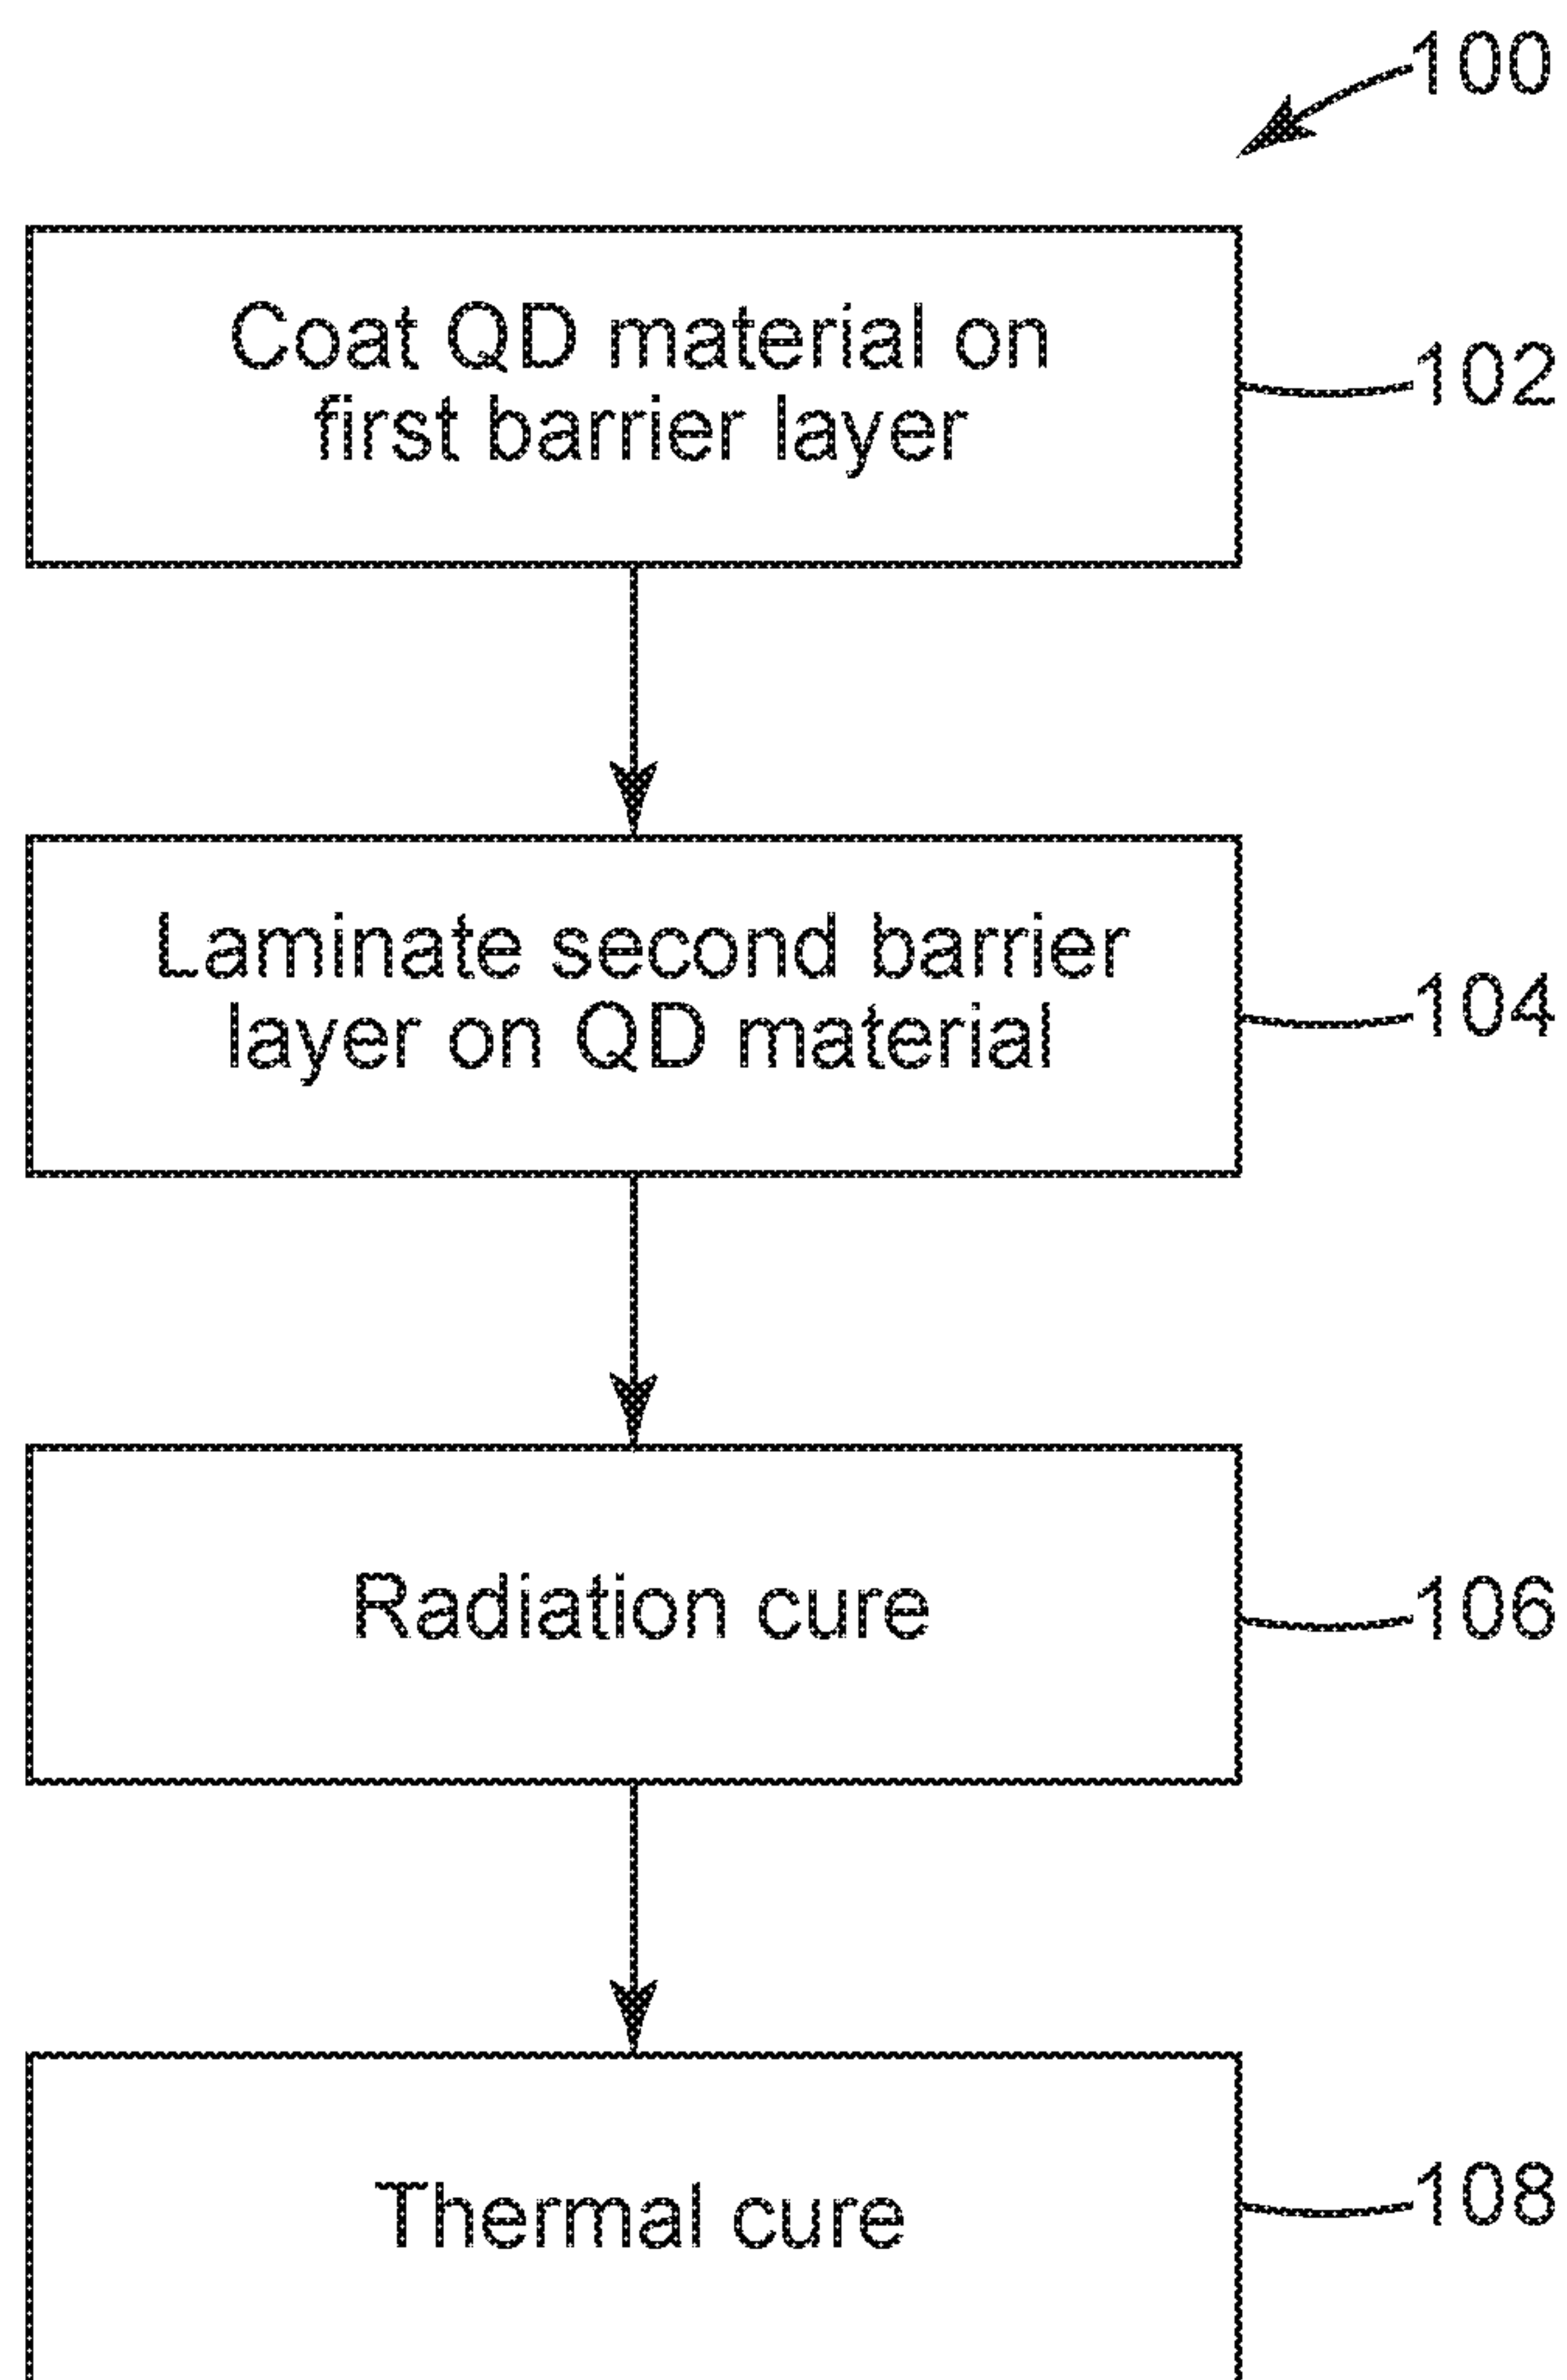 100
Coat QD material on
first barrier layer
102
Laminate second barrier
layer on QD material
104
Radiation cure
106
Thermal cure
108